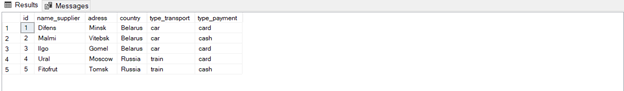 Results Messages
id name_supplier adress country type_transport type_payment
1 1 Difens Minsk Belarus car card
2 2 Malmi Vitebsk Belarus car cash
3 3 Ilgo Gomel Belarus car card
4 4 Ural Moscow Russia train card
5 5 Fitofrut Tomsk Russia train cash